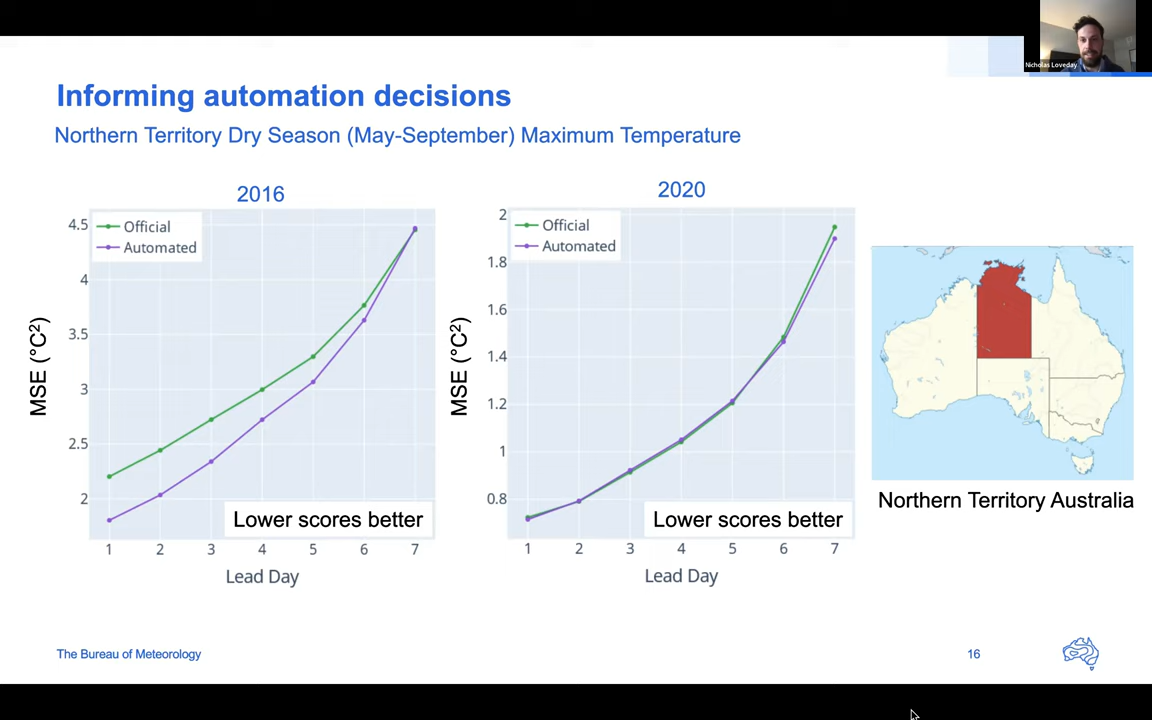 Nicholas Loveday
Informing automation decisions
Northern Territory Dry Season (May-September) Maximum Temperature
2016
Official
Automated
4.5
4
3.5
3
2.5
2
MSE (°C²)
Lower scores better
1 2 3 4 5 6 7
Lead Day
2020
Official
Automated
2
1.8
1.6
1.4
1.2
1
0.8
MSE (°C²)
Lower scores better
1 2 3 4 5 6 7
Lead Day
Northern Territory Australia
The Bureau of Meteorology
16